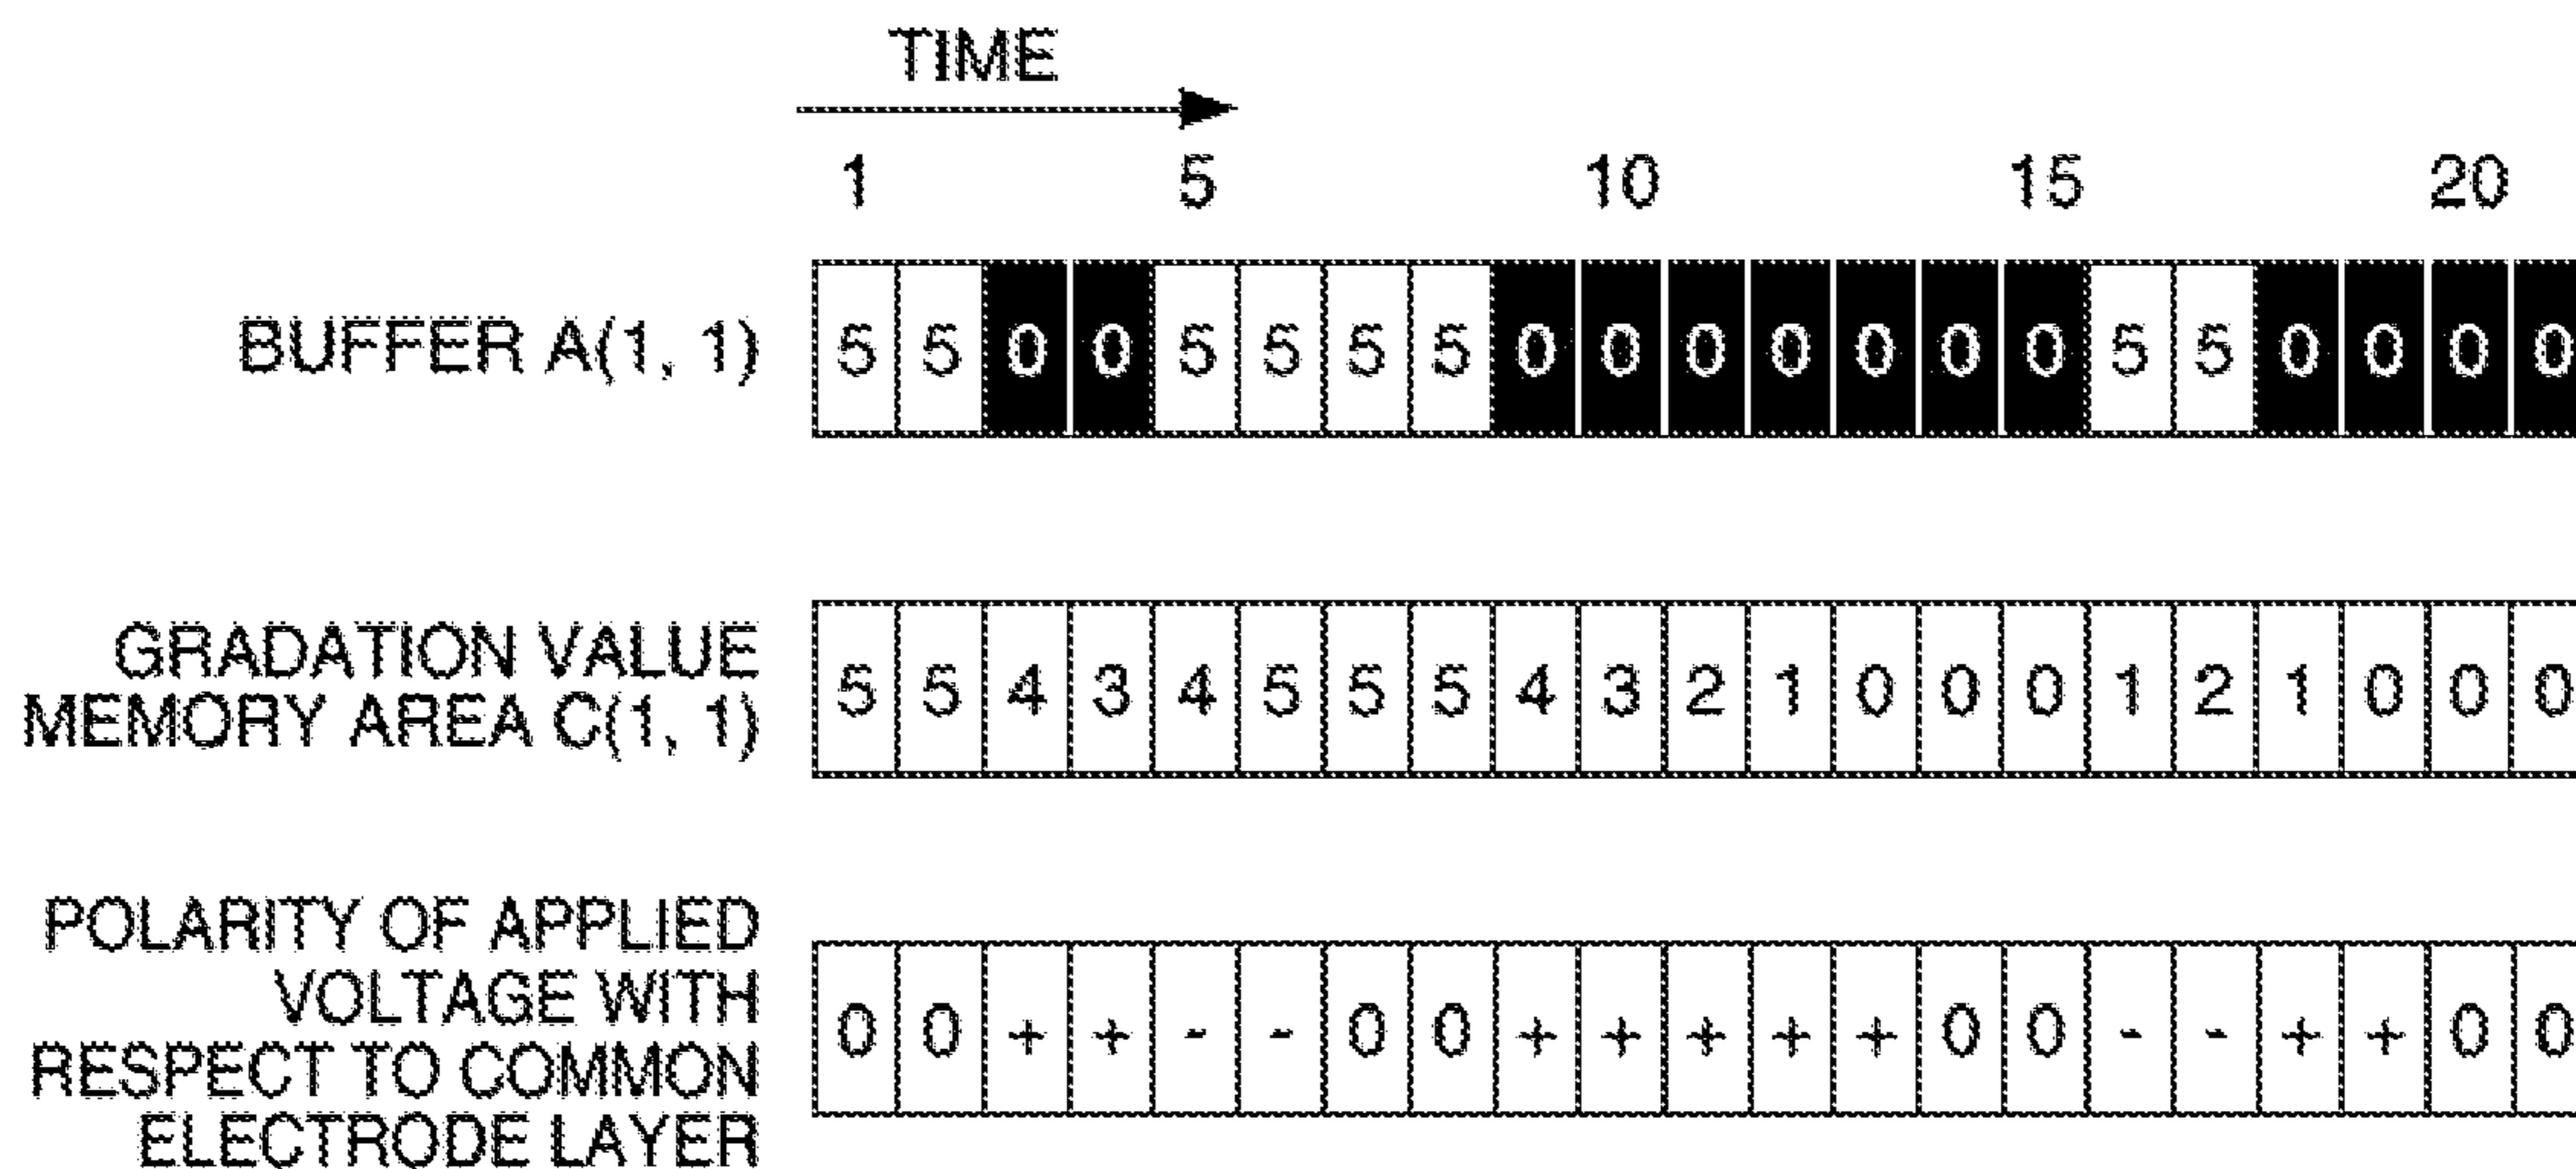 TIME
1 5 10 15 20
BUFFER A(1, 1) 5 5 0 0 5 5 5 5 0 0 0 0 0 0 0 5 5 0 0 0 0
GRADATION VALUE
MEMORY AREA C(1, 1) 5 5 4 3 4 5 5 5 4 3 2 1 0 0 0 1 2 1 0 0 0
POLARITY OF APPLIED
VOLTAGE WITH
RESPECT TO COMMON
ELECTRODE LAYER
0 0 + + - - 0 0 + + + + + 0 0 - - + + 0 0